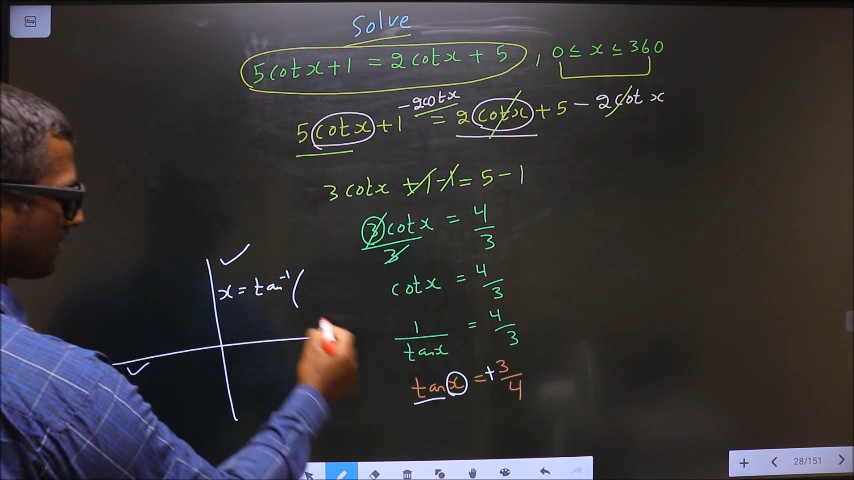 Solve
5cotx+1 = 2cotx + 5 , 0 ≤ x ≤ 360
5cotx+1 -2cotx = 2cotx + 5 - 2cotx
3cotx +1 -1 = 5 - 1
3cotx/3 = 4/3
cotx = 4/3
x = tan⁻¹(
1/tanx = 4/3
tanx = +3/4
28/151